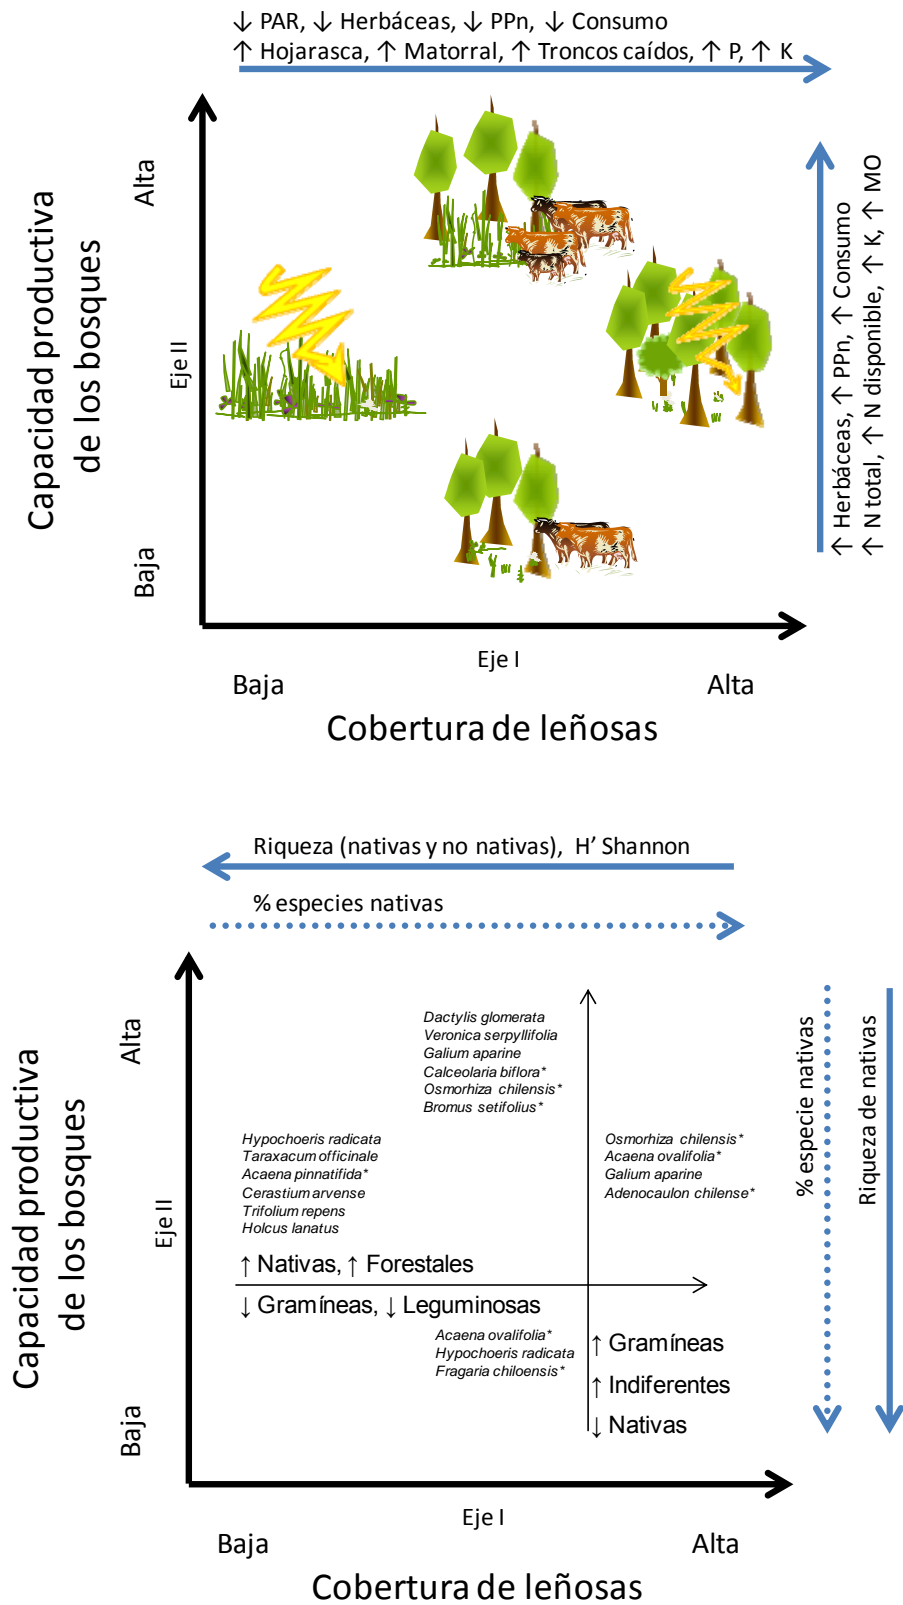 ↓ PAR, ↓ Herbáceas, ↓ PPn, ↓ Consumo
↑ Hojarasca, ↑ Matorral, ↑ Troncos caídos, ↑ P, ↑ K
Capacidad productiva
de los bosques
Alta
Eje II
Baja
↑ Herbáceas, ↑ PPn, ↑ Consumo
↑ N total, ↑ N disponible, ↑ K, ↑ MO
Eje I
Baja
Alta
Cobertura de leñosas
Riqueza (nativas y no nativas), H’ Shannon
% especies nativas
Capacidad productiva
de los bosques
Alta
Eje II
Baja
Dactylis glomerata
Veronica serpyllifolia
Galium aparine
Calceolaria biflora*
Osmorhiza chilensis*
Bromus setifolius*
Hypochoeris radicata
Taraxacum officinale
Acaena pinnatifida*
Cerastium arvense
Trifolium repens
Holcus lanatus
Osmorhiza chilensis*
Acaena ovalifolia*
Galium aparine
Adenocaulon chilense*
↑ Nativas, ↑ Forestales
↓ Gramíneas, ↓ Leguminosas
Acaena ovalifolia*
Hypochoeris radicata
Fragaria chiloensis*
↑ Gramíneas
↑ Indiferentes
↓ Nativas
% especie nativas
Riqueza de nativas
Eje I
Baja
Alta
Cobertura de leñosas